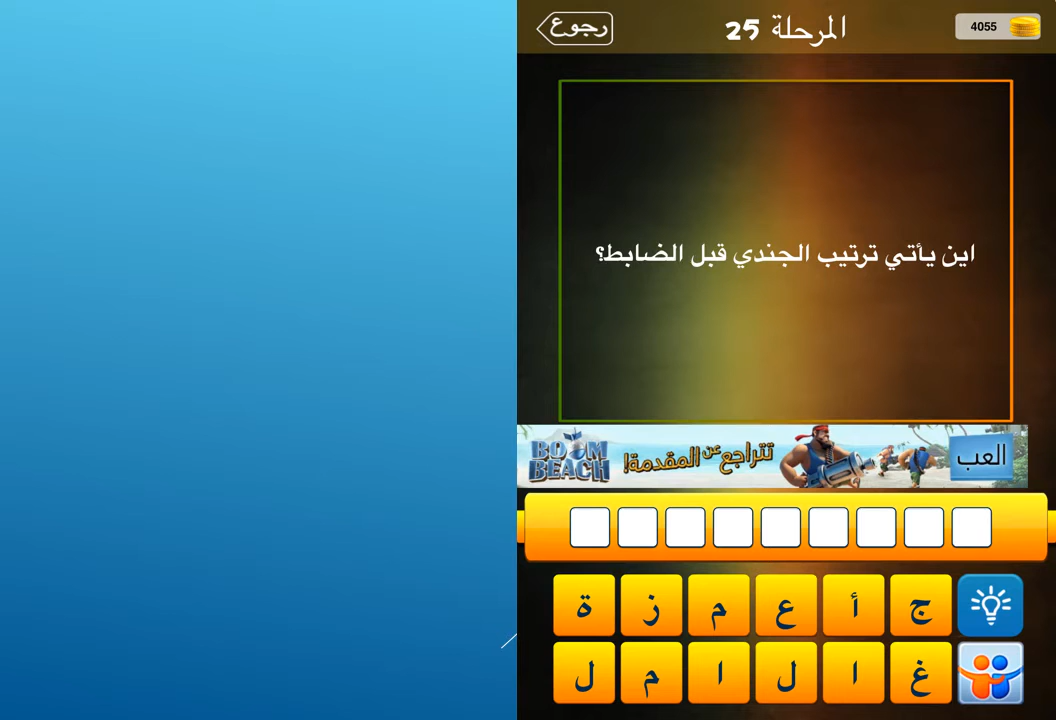 رجوع
المرحلة 25
4055
اين يأتي ترتيب الجندي قبل الضابط؟
BOOM BEACH
تتراجع عن المقدمة!
العب
ج أ ع م ز ة
غ ا ل ا م ل